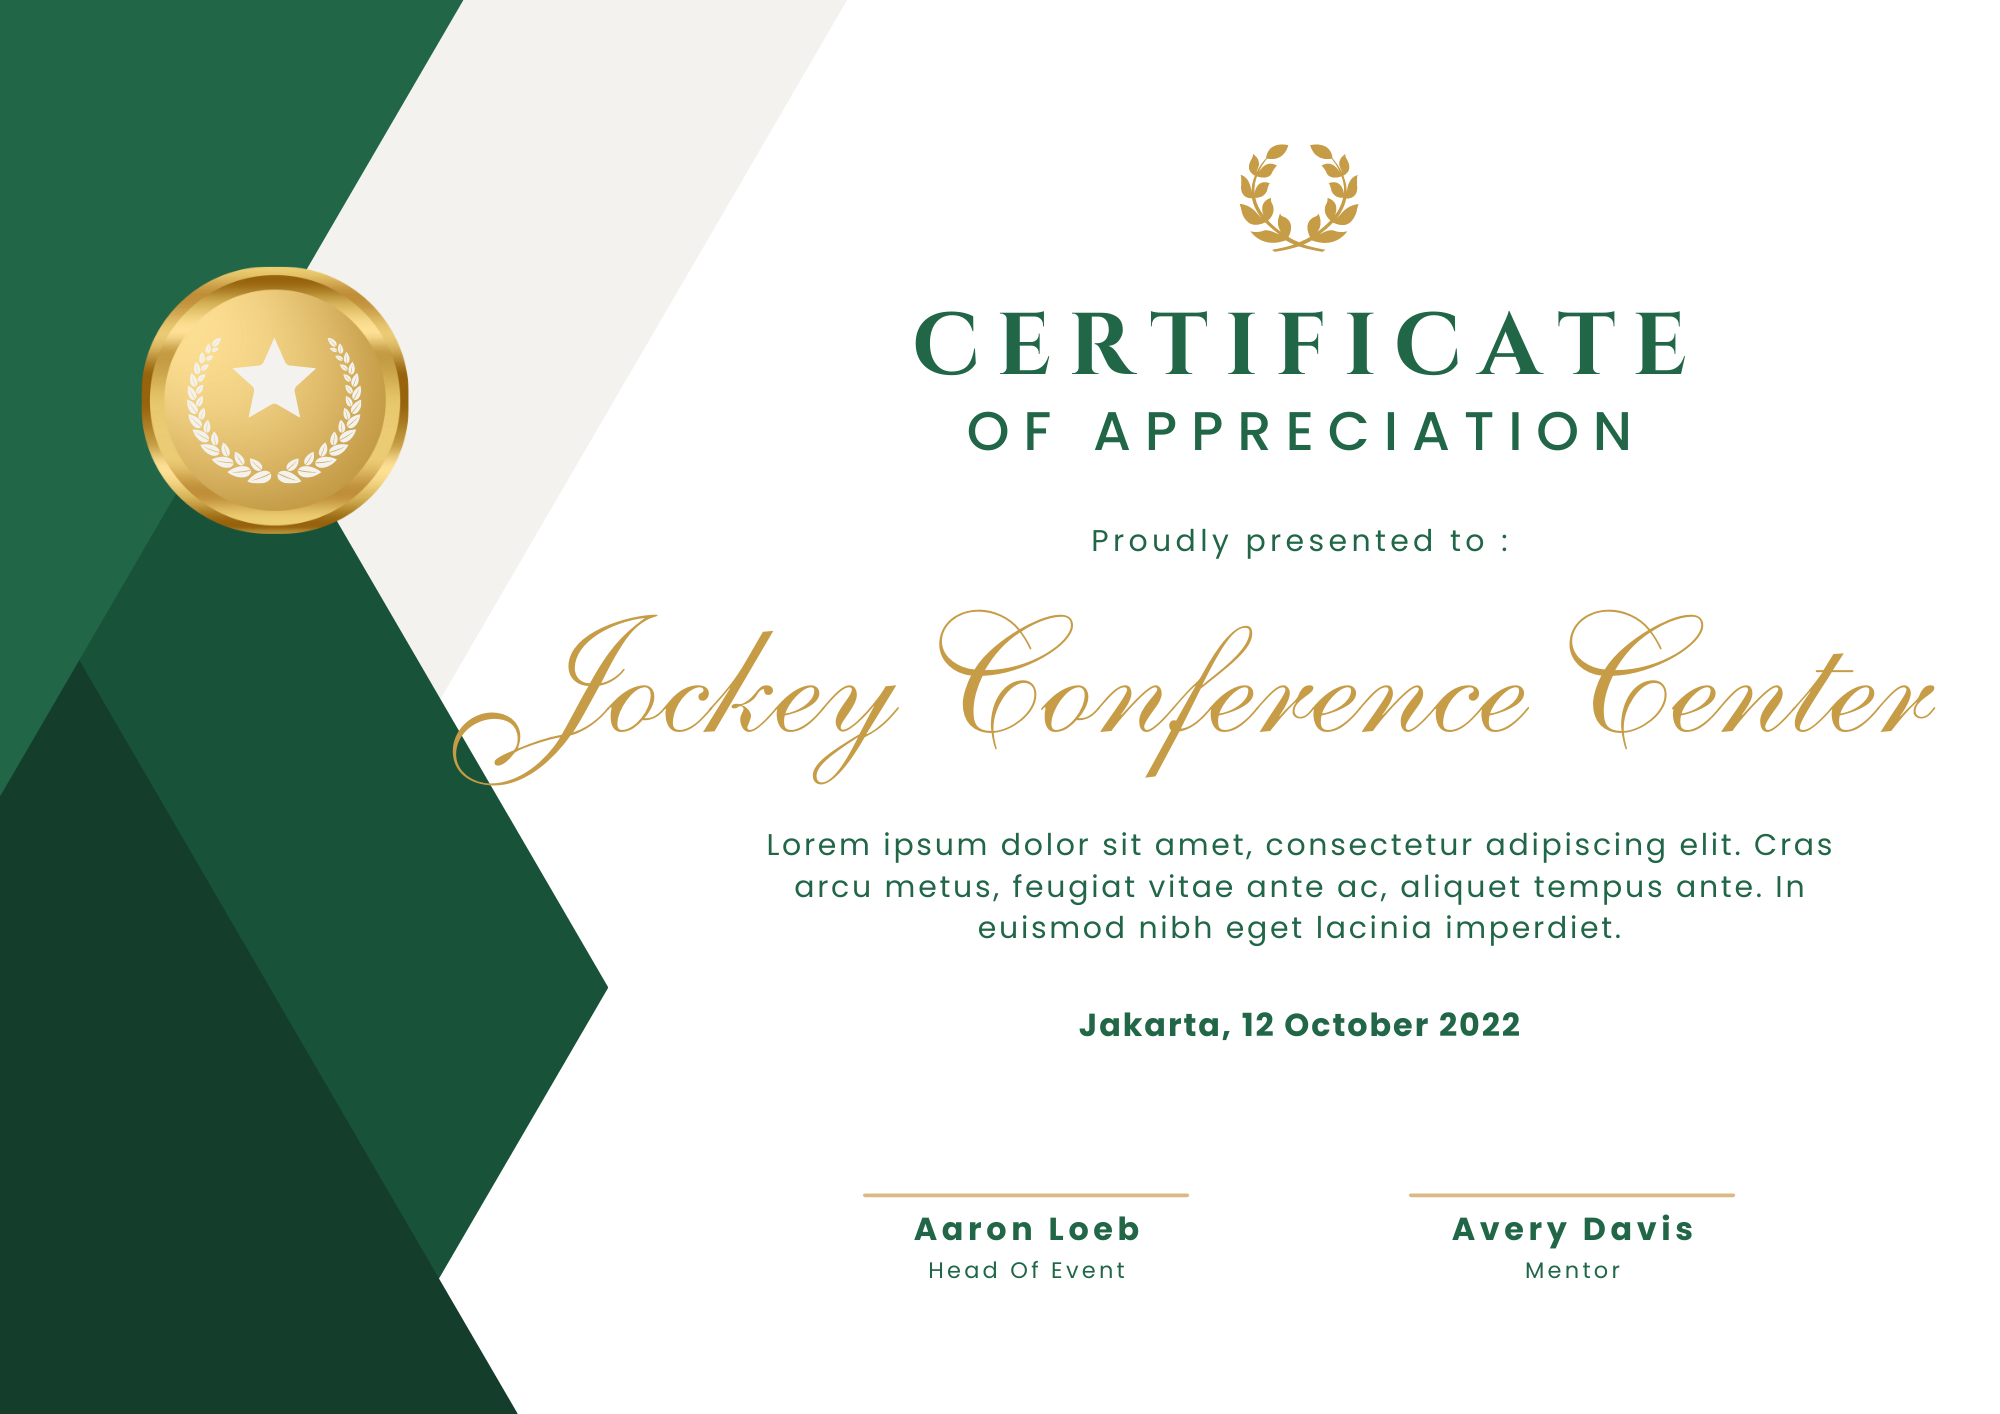 CERTIFICATE
OF APPRECIATION
Proudly presented to :
Jockey Conference Center
Lorem ipsum dolor sit amet, consectetur adipiscing elit. Cras
arcu metus, feugiat vitae ante ac, aliquet tempus ante. In
euismod nibh eget lacinia imperdiet.
Jakarta, 12 October 2022
Aaron Loeb
Head Of Event
Avery Davis
Mentor